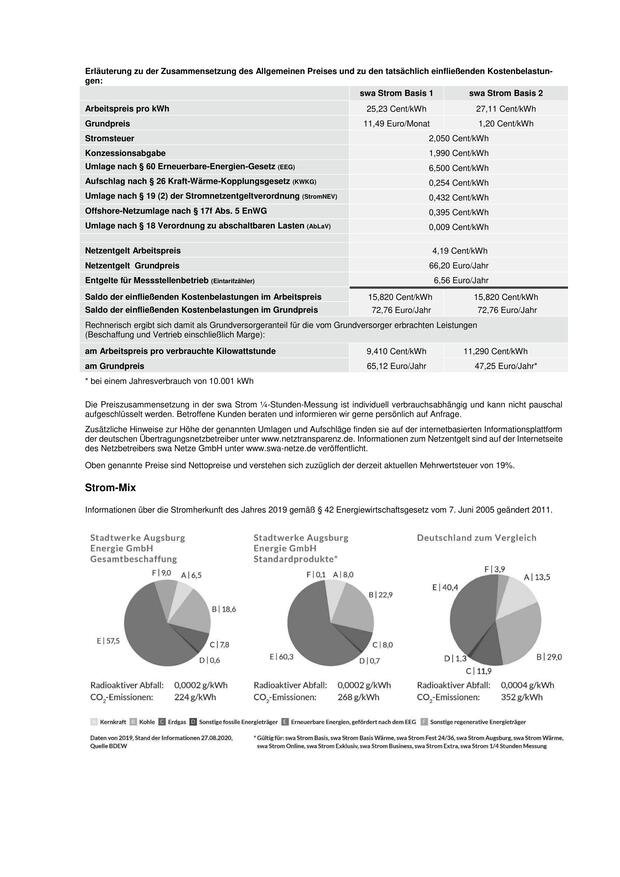 Erläuterung zu der Zusammensetzung des Allgemeinen Preises und zu den tatsächlich einfließenden Kostenbelastun-
gen:
swa Strom Basis 1 swa Strom Basis 2
Arbeitspreis pro kWh 25,23 Cent/kWh 27,11 Cent/kWh
Grundpreis 11,49 Euro/Monat 1,20 Cent/kWh
Stromsteuer 2,050 Cent/kWh
Konzessionsabgabe 1,990 Cent/kWh
Umlage nach § 60 Erneuerbare-Energien-Gesetz (EEG) 6,500 Cent/kWh
Aufschlag nach § 26 Kraft-Wärme-Kopplungsgesetz (KWKG) 0,254 Cent/kWh
Umlage nach § 19 (2) der Stromnetzentgeltverordnung (StromNEV) 0,432 Cent/kWh
Offshore-Netzumlage nach § 17f Abs. 5 EnWG 0,395 Cent/kWh
Umlage nach § 18 Verordnung zu abschaltbaren Lasten (AbLaV) 0,009 Cent/kWh
Netzentgelt Arbeitspreis 4,19 Cent/kWh
Netzentgelt Grundpreis 66,20 Euro/Jahr
Entgelte für Messstellenbetrieb (Eintarifzähler) 6,56 Euro/Jahr
Saldo der einfließenden Kostenbelastungen im Arbeitspreis 15,820 Cent/kWh 15,820 Cent/kWh
Saldo der einfließenden Kostenbelastungen im Grundpreis 72,76 Euro/Jahr 72,76 Euro/Jahr
Rechnerisch ergibt sich damit als Grundversorgeranteil für die vom Grundversorger erbrachten Leistungen
(Beschaffung und Vertrieb einschließlich Marge):
am Arbeitspreis pro verbrauchte Kilowattstunde 9,410 Cent/kWh 11,290 Cent/kWh
am Grundpreis 65,12 Euro/Jahr 47,25 Euro/Jahr*
* bei einem Jahresverbrauch von 10.001 kWh
Die Preiszusammensetzung in der swa Strom ¼-Stunden-Messung ist individuell verbrauchsabhängig und kann nicht pauschal
aufgeschlüsselt werden. Betroffene Kunden beraten und informieren wir gerne persönlich auf Anfrage.
Zusätzliche Hinweise zur Höhe der genannten Umlagen und Aufschläge finden sie auf der internetbasierten Informationsplattform
der deutschen Übertragungsnetzbetreiber unter www.netztransparenz.de. Informationen zum Netzentgelt sind auf der Internetseite
des Netzbetreibers swa Netze GmbH unter www.swa-netze.de veröffentlicht.
Oben genannte Preise sind Nettopreise und verstehen sich zuzüglich der derzeit aktuellen Mehrwertsteuer von 19%.
Strom-Mix
Informationen über die Stromherkunft des Jahres 2019 gemäß § 42 Energiewirtschaftsgesetz vom 7. Juni 2005 geändert 2011.
Stadtwerke Augsburg
Energie GmbH
Gesamtbeschaffung
F | 9,0 A | 6,5
B | 18,6
E | 57,5
C | 7,8
D | 0,6
Radioaktiver Abfall: 0,0002 g/kWh
CO2-Emissionen: 224 g/kWh
Stadtwerke Augsburg
Energie GmbH
Standardprodukte*
F | 0,1 A | 8,0
B | 22,9
C | 8,0
E | 60,3
D | 0,7
Radioaktiver Abfall: 0,0002 g/kWh
CO2-Emissionen: 268 g/kWh
Deutschland zum Vergleich
F | 3,9
A | 13,5
E | 40,4
D | 1,3
B | 29,0
C | 11,9
Radioaktiver Abfall: 0,0004 g/kWh
CO2-Emissionen: 352 g/kWh
A Kernkraft B Kohle C Erdgas D Sonstige fossile Energieträger E Erneuerbare Energien, gefördert nach dem EEG F Sonstige regenerative Energieträger
Daten von 2019, Stand der Informationen 27.08.2020,
Quelle BDEW
* Gültig für: swa Strom Basis, swa Strom Basis Wärme, swa Strom Fest 24/36, swa Strom Augsburg, swa Strom Wärme,
swa Strom Online, swa Strom Exklusiv, swa Strom Business, swa Strom Extra, swa Strom 1/4 Stunden Messung